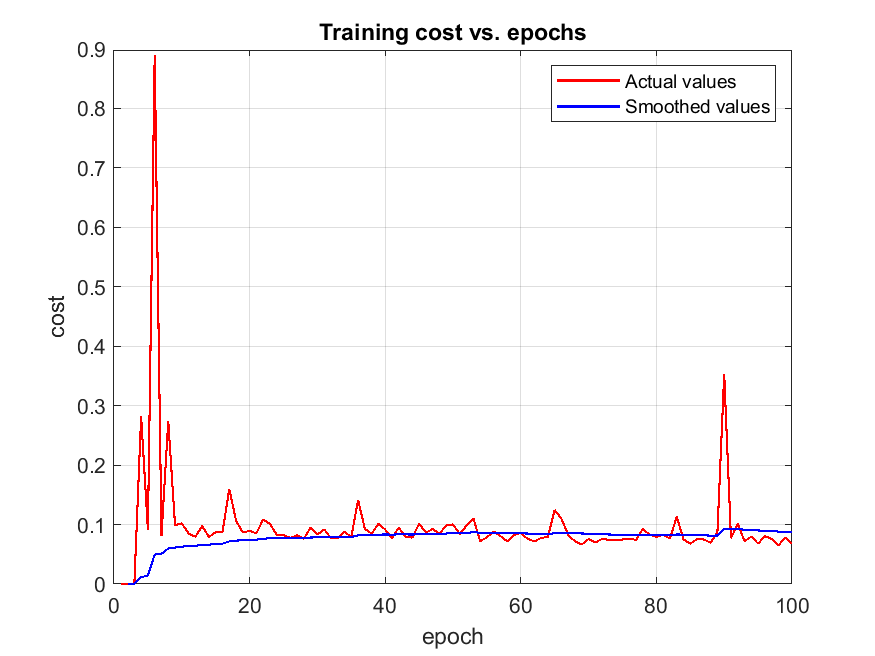 Training cost vs. epochs
Actual values
Smoothed values
cost
0.9
0.8
0.7
0.6
0.5
0.4
0.3
0.2
0.1
0
0 20 40 60 80 100
epoch